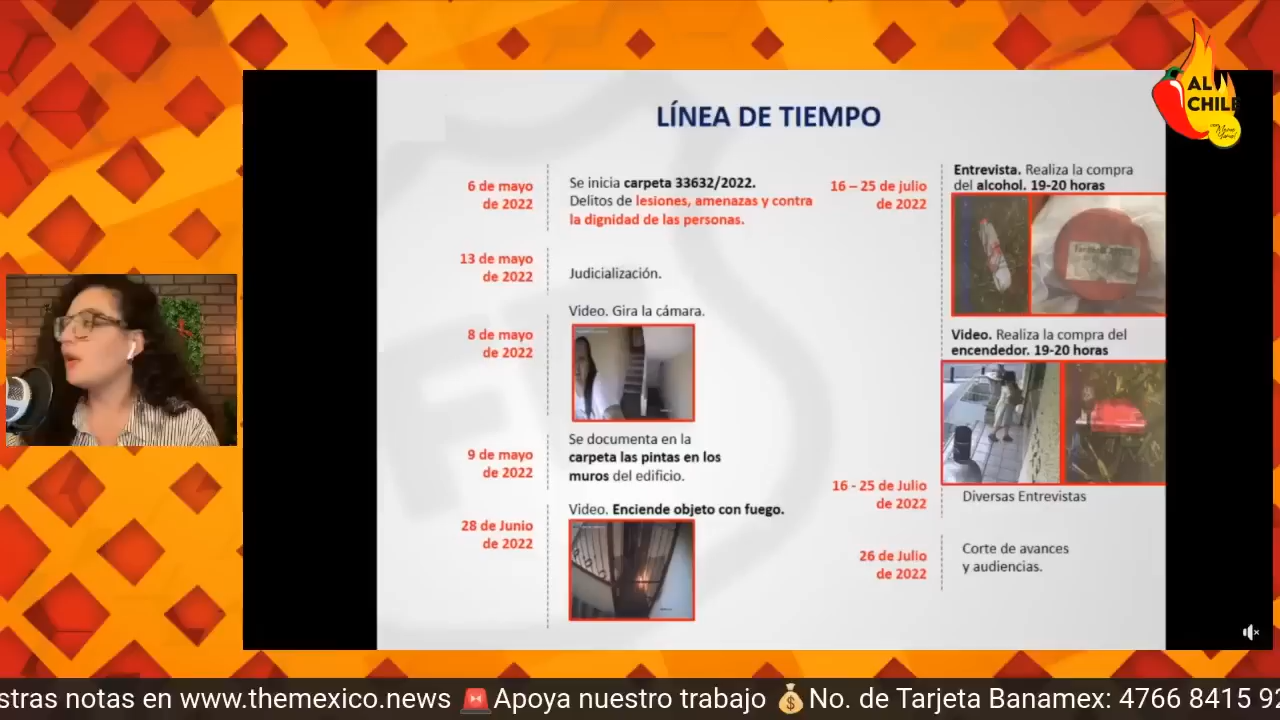 AL
CHILE
LÍNEA DE TIEMPO
6 de mayo
de 2022
Se inicia carpeta 33632/2022.
Delitos de lesiones, amenazas y contra
la dignidad de las personas.
13 de mayo
de 2022
Judicialización.
8 de mayo
de 2022
Video. Gira la cámara.
9 de mayo
de 2022
Se documenta en la
carpeta las pintas en los
muros del edificio.
28 de Junio
de 2022
Video. Enciende objeto con fuego.
16 – 25 de julio
de 2022
Entrevista. Realiza la compra
del alcohol. 19-20 horas
Video. Realiza la compra del
encendedor. 19-20 horas
16 - 25 de Julio
de 2022
Diversas Entrevistas
26 de Julio
de 2022
Corte de avances
y audiencias.
stras notas en www.themexico.news 🚨Apoya nuestro trabajo 💰No. de Tarjeta Banamex: 4766 8415 92